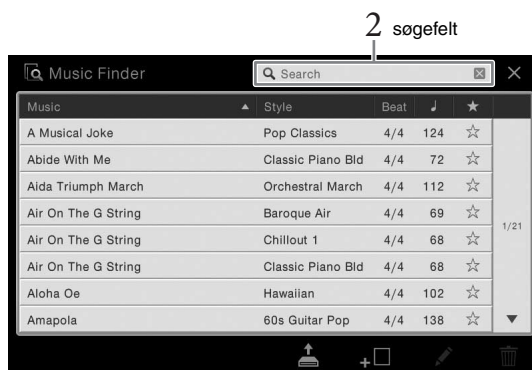 2 søgefelt
Music Finder Search
Music Style Beat ♩ ★
A Musical Joke Pop Classics 4/4 124 ☆
Abide With Me Classic Piano Bld 4/4 72 ☆
Aida Triumph March Orchestral March 4/4 112 ☆
Air On The G String Baroque Air 4/4 69 ☆
1/21
Air On The G String Chillout 1 4/4 68 ☆
Air On The G String Classic Piano Bld 4/4 68 ☆
Aloha Oe Hawaiian 4/4 102 ☆
Amapola 60s Guitar Pop 4/4 138 ☆